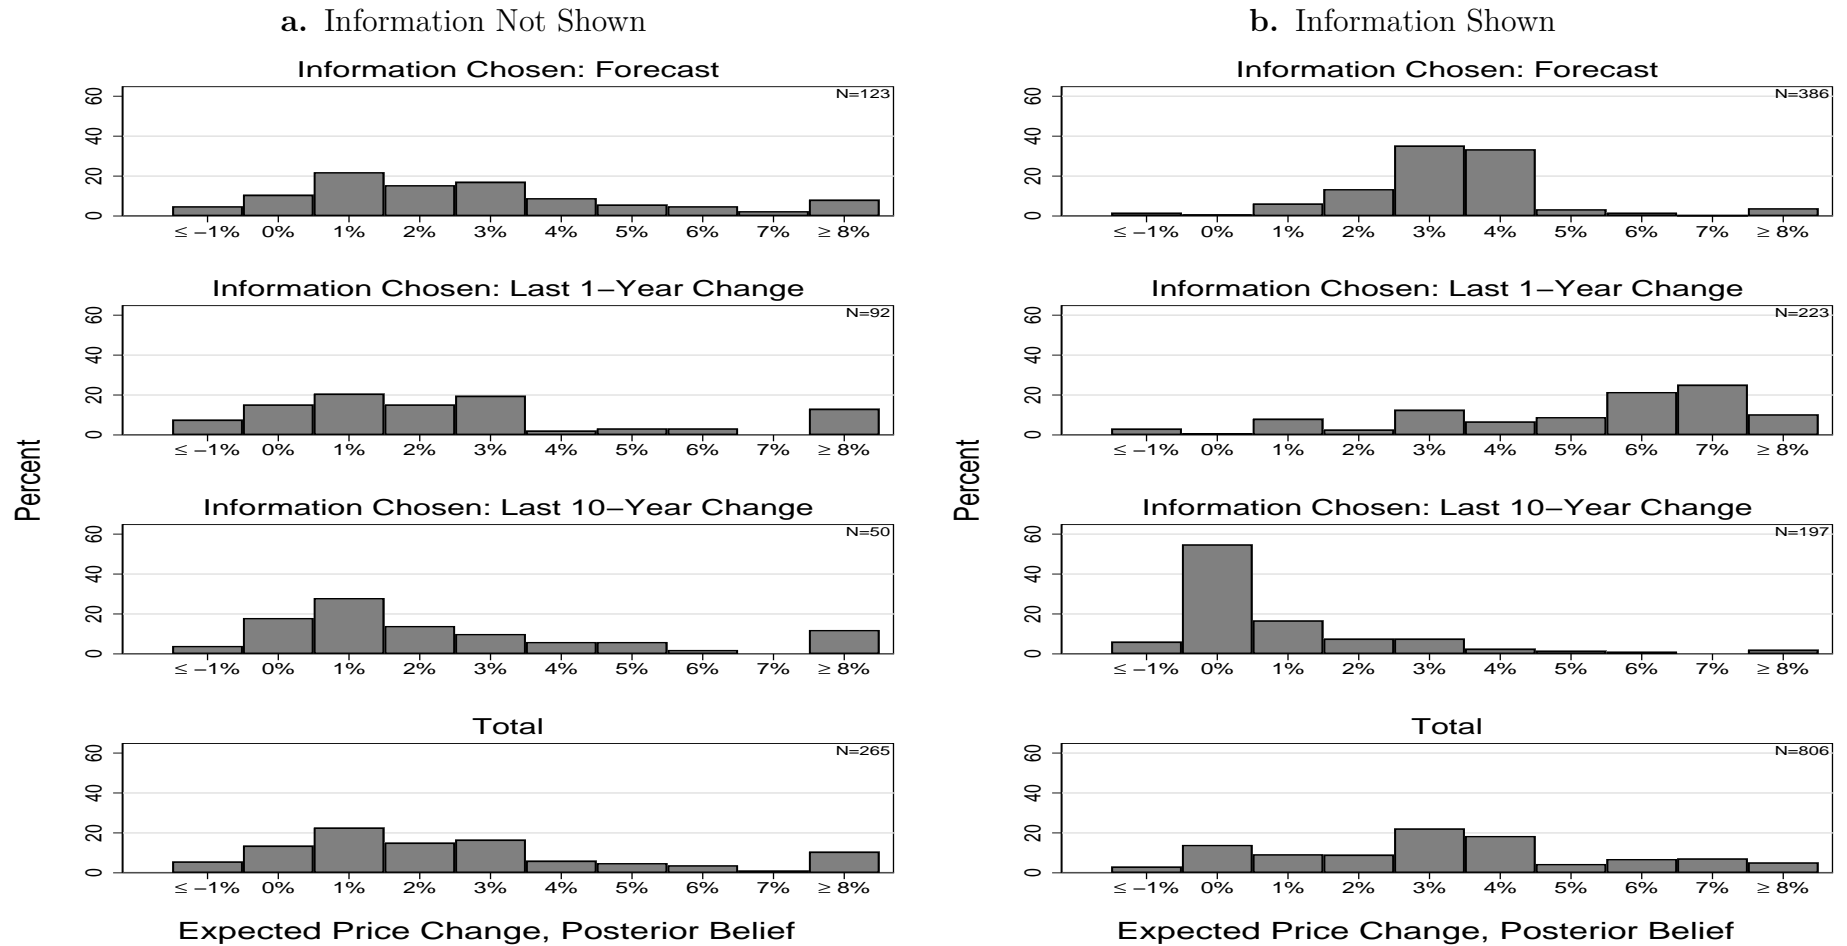 a. Information Not Shown
Information Chosen: Forecast
N=123
60
40
20
0
≤ −1% 0% 1% 2% 3% 4% 5% 6% 7% ≥ 8%
Information Chosen: Last 1−Year Change
N=92
60
40
20
0
≤ −1% 0% 1% 2% 3% 4% 5% 6% 7% ≥ 8%
Percent
Information Chosen: Last 10−Year Change
N=50
60
40
20
0
≤ −1% 0% 1% 2% 3% 4% 5% 6% 7% ≥ 8%
Total
N=265
60
40
20
0
≤ −1% 0% 1% 2% 3% 4% 5% 6% 7% ≥ 8%
Expected Price Change, Posterior Belief
b. Information Shown
Information Chosen: Forecast
N=386
60
40
20
0
≤ −1% 0% 1% 2% 3% 4% 5% 6% 7% ≥ 8%
Information Chosen: Last 1−Year Change
N=223
60
40
20
0
≤ −1% 0% 1% 2% 3% 4% 5% 6% 7% ≥ 8%
Percent
Information Chosen: Last 10−Year Change
N=197
60
40
20
0
≤ −1% 0% 1% 2% 3% 4% 5% 6% 7% ≥ 8%
Total
N=806
60
40
20
0
≤ −1% 0% 1% 2% 3% 4% 5% 6% 7% ≥ 8%
Expected Price Change, Posterior Belief